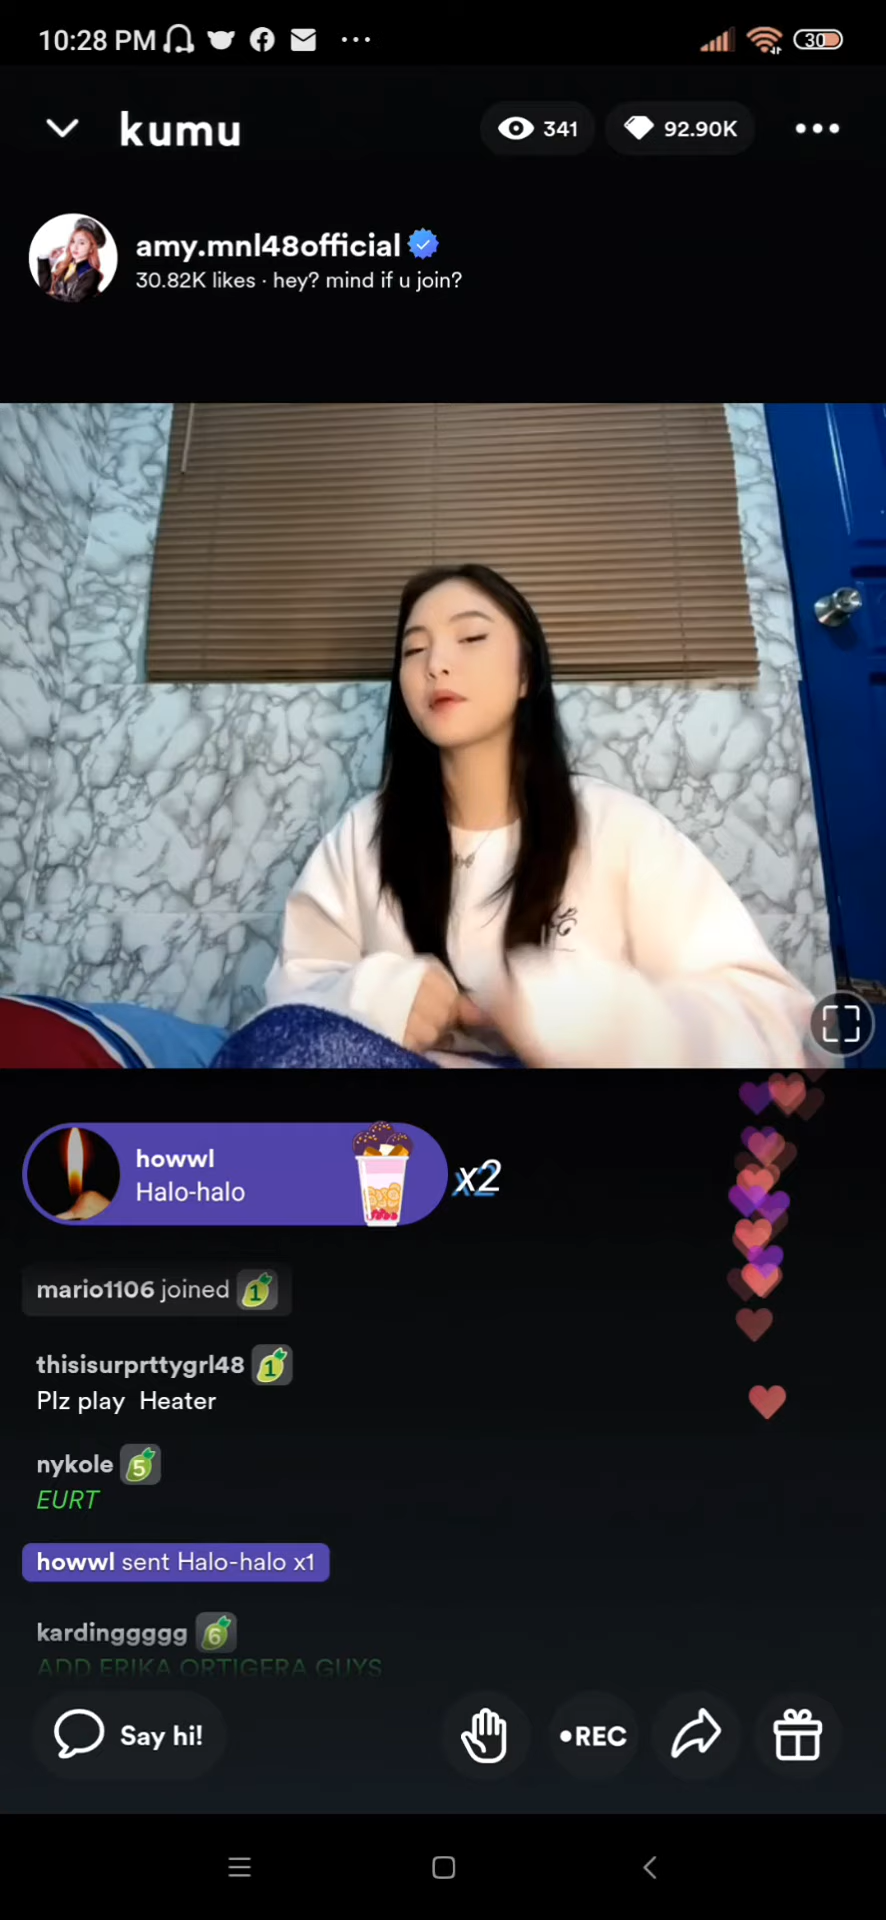 10:28 PM
30
kumu
341
92.90K
amy.mnl48official
30.82K likes · hey? mind if u join?
howwl
Halo-halo
x2
mario1106 joined 1
thisisurprttygrl48 1
Plz play Heater
nykole 5
EURT
howwl sent Halo-halo x1
kardinggggg 6
ADD ERIKA ORTIGERA GUYS
Say hi!
•REC